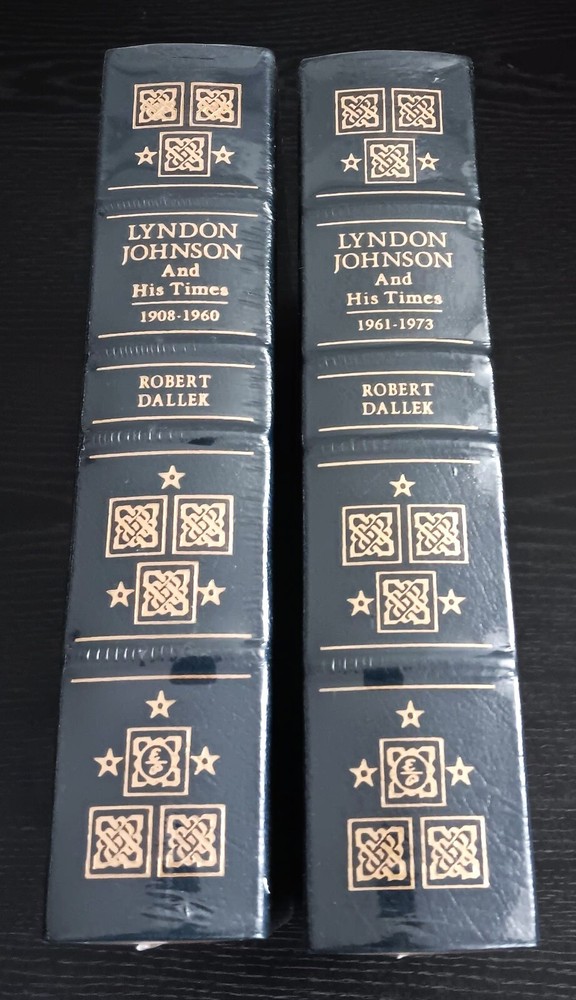 LYNDON
JOHNSON
And
His Times
1908-1960
ROBERT
DALLEK
LYNDON
JOHNSON
And
His Times
1961-1973
ROBERT
DALLEK